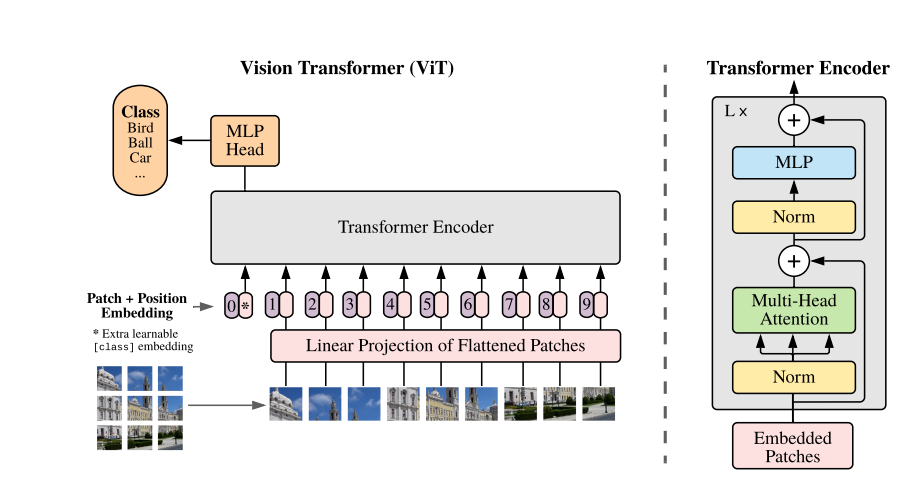 Vision Transformer (ViT)
Class
Bird
Ball
Car
...
MLP
Head
Transformer Encoder
Patch + Position
Embedding
* Extra learnable
[class] embedding
0 * 1 2 3 4 5 6 7 8 9
Linear Projection of Flattened Patches
Transformer Encoder
L x
+
MLP
Norm
+
Multi-Head
Attention
Norm
Embedded
Patches